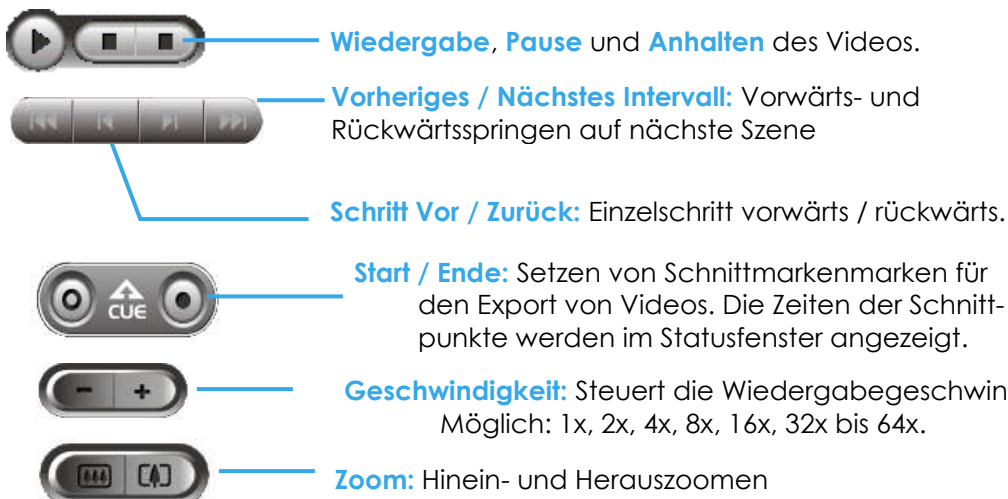 Wiedergabe, Pause und Anhalten des Videos.
Vorheriges / Nächstes Intervall: Vorwärts- und
Rückwärtsspringen auf nächste Szene
Schritt Vor / Zurück: Einzelschritt vorwärts / rückwärts.
Start / Ende: Setzen von Schnittmarkenmarken für
den Export von Videos. Die Zeiten der Schnitt-
punkte werden im Statusfenster angezeigt.
CUE
Geschwindigkeit: Steuert die Wiedergabegeschwin
Möglich: 1x, 2x, 4x, 8x, 16x, 32x bis 64x.
Zoom: Hinein- und Herauszoomen